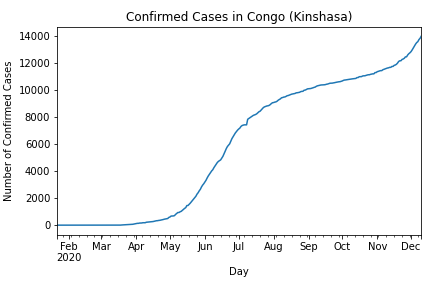 Confirmed Cases in Congo (Kinshasa)
14000
12000
10000
8000
6000
4000
2000
0
Number of Confirmed Cases
Feb Mar Apr May Jun Jul Aug Sep Oct Nov Dec
2020
Day